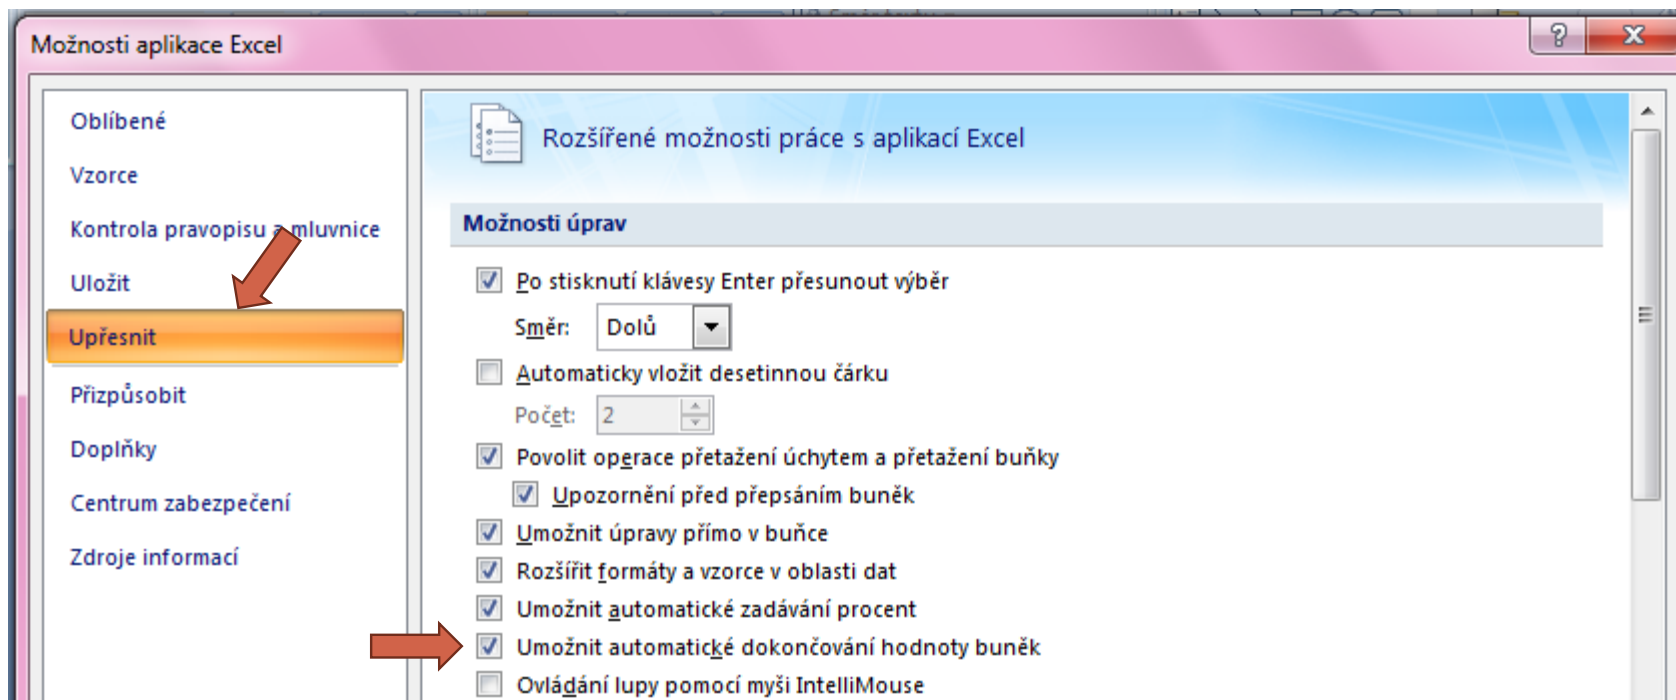 Možnosti aplikace Excel
Oblíbené
Vzorce
Kontrola pravopisu a mluvnice
Uložit
Upřesnit
Přizpůsobit
Doplňky
Centrum zabezpečení
Zdroje informací
Rozšířené možnosti práce s aplikací Excel
Možnosti úprav
Po stisknutí klávesy Enter přesunout výběr
Směr: Dolů
Automaticky vložit desetinnou čárku
Počet: 2
Povolit operace přetažení úchytem a přetažení buňky
Upozornění před přepsáním buněk
Umožnit úpravy přímo v buňce
Rozšířit formáty a vzorce v oblasti dat
Umožnit automatické zadávání procent
Umožnit automatické dokončování hodnoty buněk
Ovládání lupy pomocí myši IntelliMouse